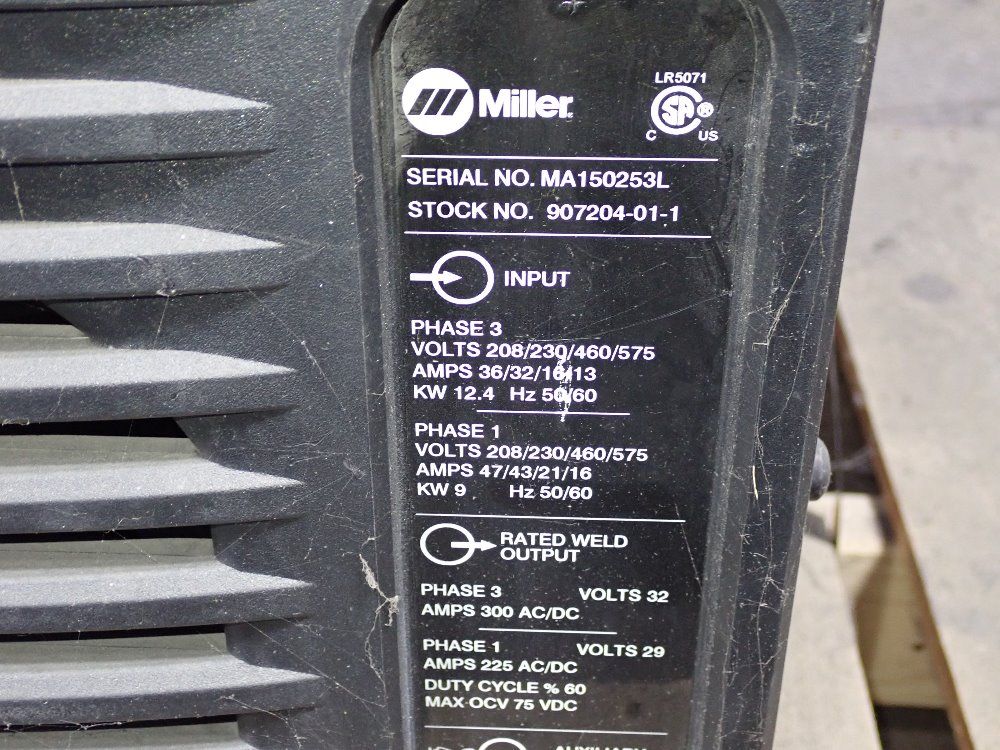 LR5071
Miller
SA
C US
SERIAL NO. MA150253L
STOCK NO. 907204-01-1
INPUT
PHASE 3
VOLTS 208/230/460/575
AMPS 36/32/16/13
KW 12.4 Hz 50/60
PHASE 1
VOLTS 208/230/460/575
AMPS 47/43/21/16
KW 9 Hz 50/60
RATED WELD
OUTPUT
PHASE 3 VOLTS 32
AMPS 300 AC/DC
PHASE 1 VOLTS 29
AMPS 225 AC/DC
DUTY CYCLE % 60
MAX OCV 75 VDC
AUXILIARY